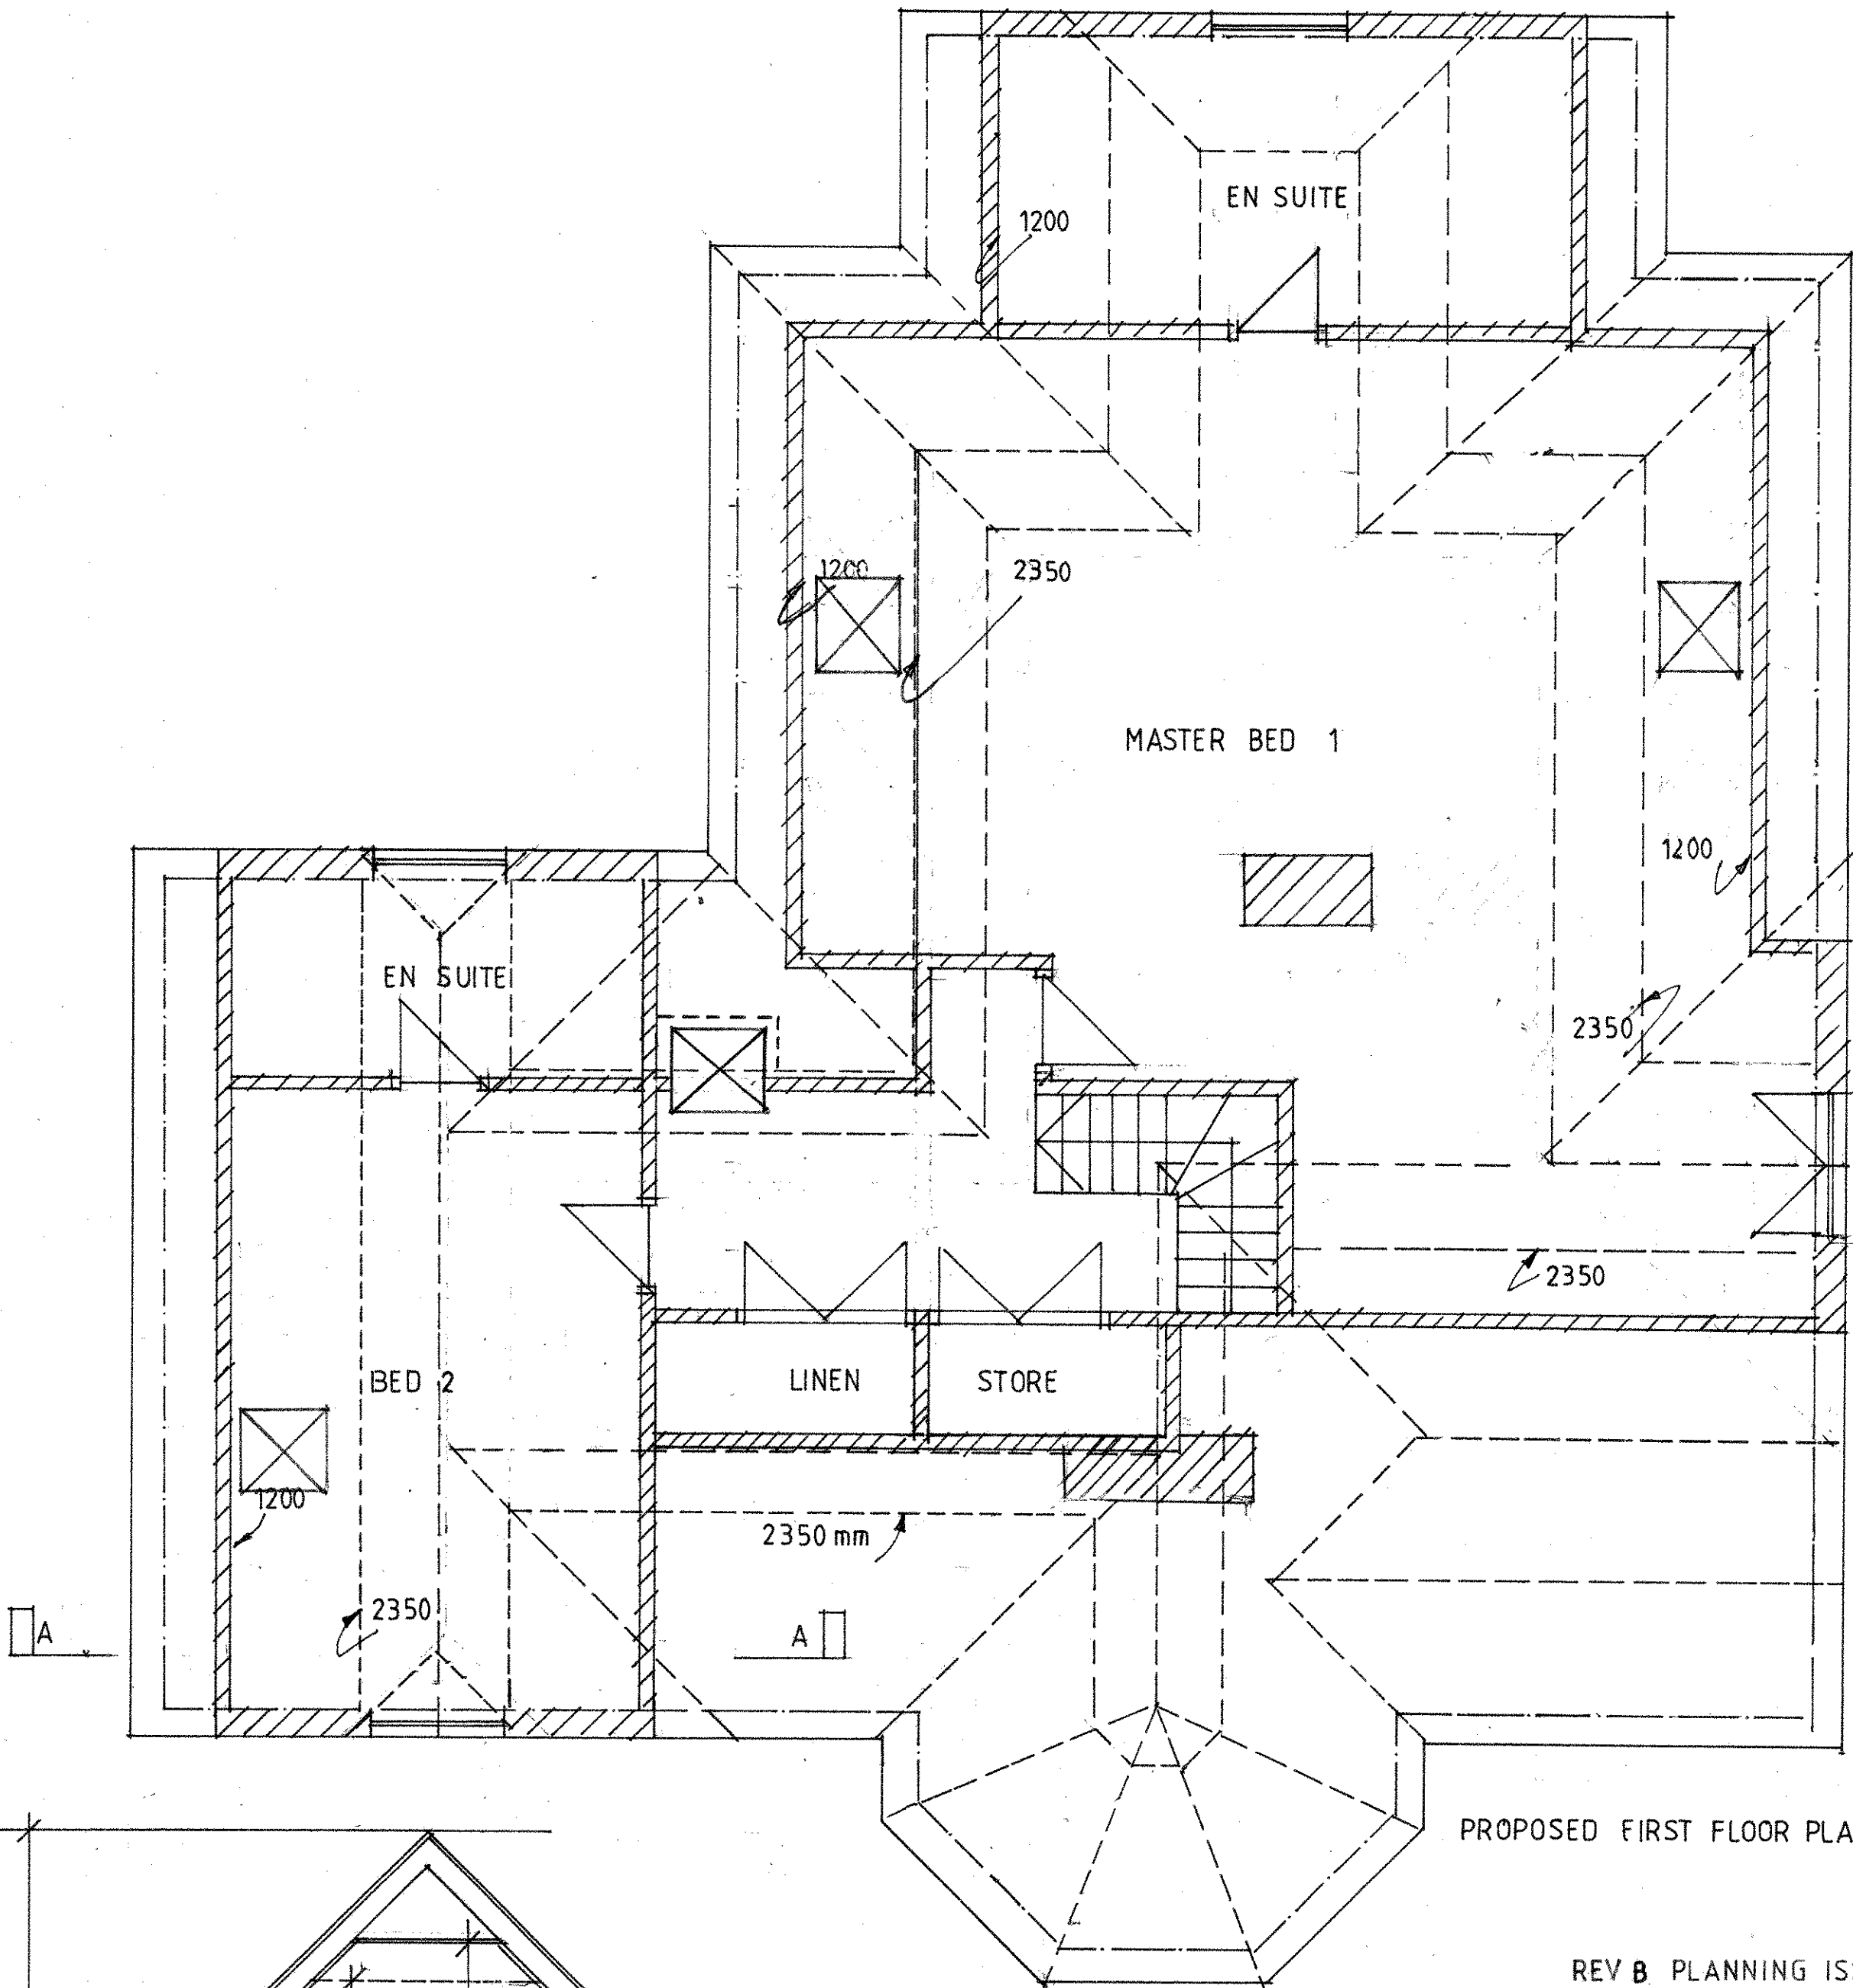 EN SUITE
1200
1200
2350
MASTER BED 1
1200
EN SUITE
2350
2350
BED 2
LINEN
STORE
1200
2350 mm
2350
A
A
PROPOSED FIRST FLOOR PLA
REV B PLANNING IS